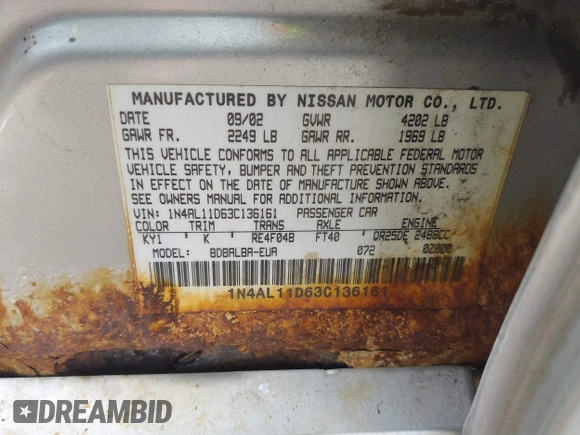 MANUFACTURED BY NISSAN MOTOR CO., LTD.
DATE 09/02 GVWR 4202 LB
GAWR FR. 2249 LB GAWR RR. 1969 LB
THIS VEHICLE CONFORMS TO ALL APPLICABLE FEDERAL MOTOR
VEHICLE SAFETY, BUMPER AND THEFT PREVENTION STANDARDS
IN EFFECT ON THE DATE OF MANUFACTURE SHOWN ABOVE.
SEE OWNERS MANUAL FOR ADDITIONAL INFORMATION.
VIN: 1N4AL11D63C136161 PASSENGER CAR
COLOR TRIM TRANS AXLE ENGINE
KY1 K RE4F04B FT40 QR25DE 2488CC
MODEL: BDBALBA-EUA 072 02000
1N4AL11D63C136161
DREAMBID